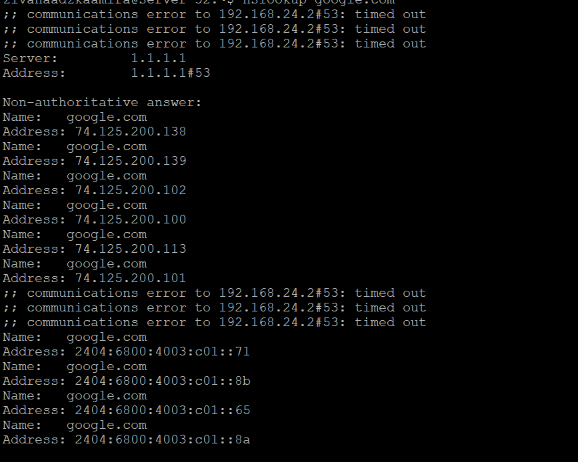 zivanaadzkaamira@Server-52:~$ nslookup google.com
;; communications error to 192.168.24.2#53: timed out
;; communications error to 192.168.24.2#53: timed out
;; communications error to 192.168.24.2#53: timed out
Server: 1.1.1.1
Address: 1.1.1.1#53
Non-authoritative answer:
Name: google.com
Address: 74.125.200.138
Name: google.com
Address: 74.125.200.139
Name: google.com
Address: 74.125.200.102
Name: google.com
Address: 74.125.200.100
Name: google.com
Address: 74.125.200.113
Name: google.com
Address: 74.125.200.101
;; communications error to 192.168.24.2#53: timed out
;; communications error to 192.168.24.2#53: timed out
;; communications error to 192.168.24.2#53: timed out
Name: google.com
Address: 2404:6800:4003:c01::71
Name: google.com
Address: 2404:6800:4003:c01::8b
Name: google.com
Address: 2404:6800:4003:c01::65
Name: google.com
Address: 2404:6800:4003:c01::8a